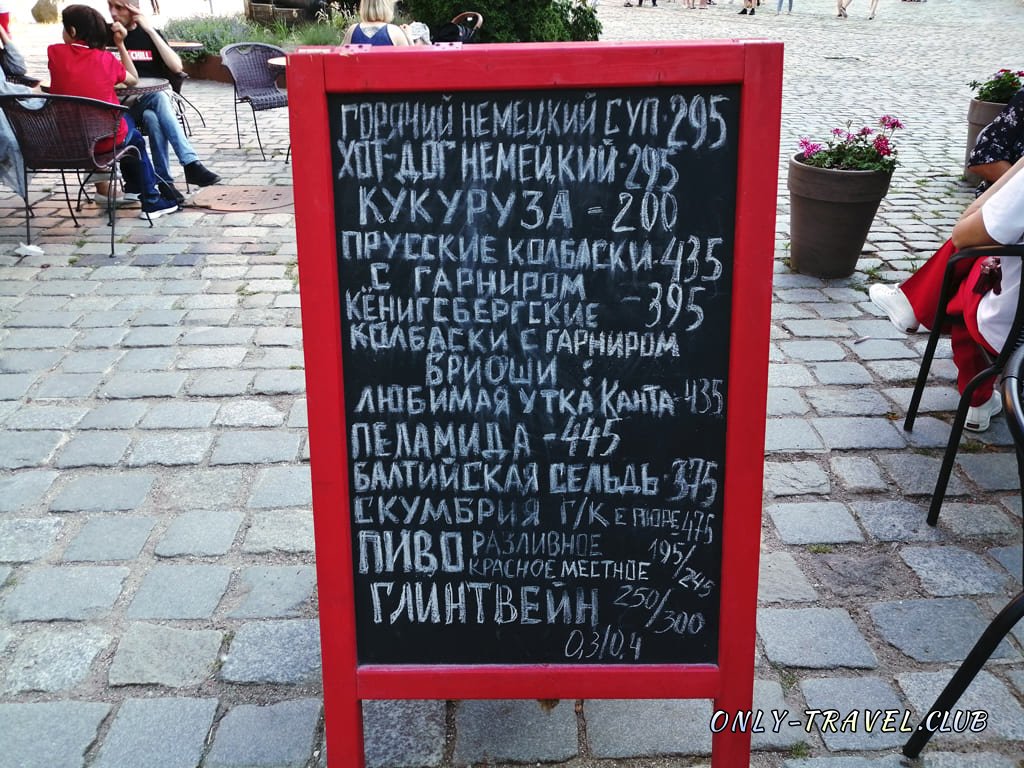 ГОРЯЧИЙ НЕМЕЦКИЙ СУП 295
ХОТ-ДОГ НЕМЕЦКИЙ 295
КУКУРУЗА - 200
ПРУССКИЕ КОЛБАСКИ 435
С ГАРНИРОМ
КЁНИГСБЕРГСКИЕ - 395
КОЛБАСКИ С ГАРНИРОМ
БРИОШИ :
ЛЮБИМАЯ УТКА КАНТА - 435
ПЕЛАМИДА - 445
БАЛТИЙСКАЯ СЕЛЬДЬ 375
СКУМБРИЯ Г/К С ПЮРЕ 475
ПИВО РАЗЛИВНОЕ
КРАСНОЕ МЕСТНОЕ 195/245
ГЛИНТВЕЙН 250/300
0,3/0,4
ONLY-TRAVEL.CLUB